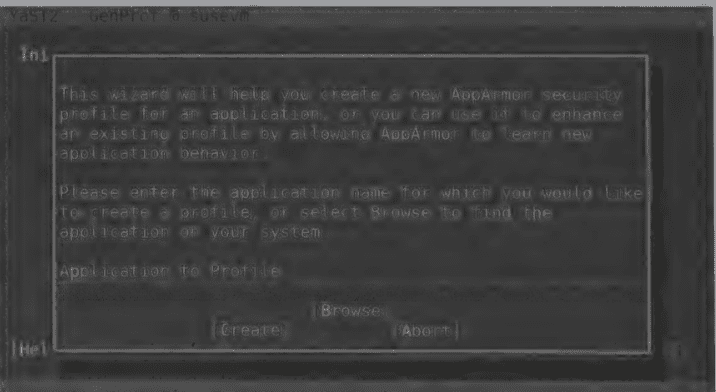 YaST2 - GenProf @ susevm
Ini
This wizard will help you create a new AppArmor security
profile for an application, or you can use it to enhance
an existing profile by allowing AppArmor to learn new
application behavior.
Please enter the application name for which you would like
to create a profile, or select Browse to find the
application on your system
Application to Profile
[Browse]
[Create] [Abort]
[Hel